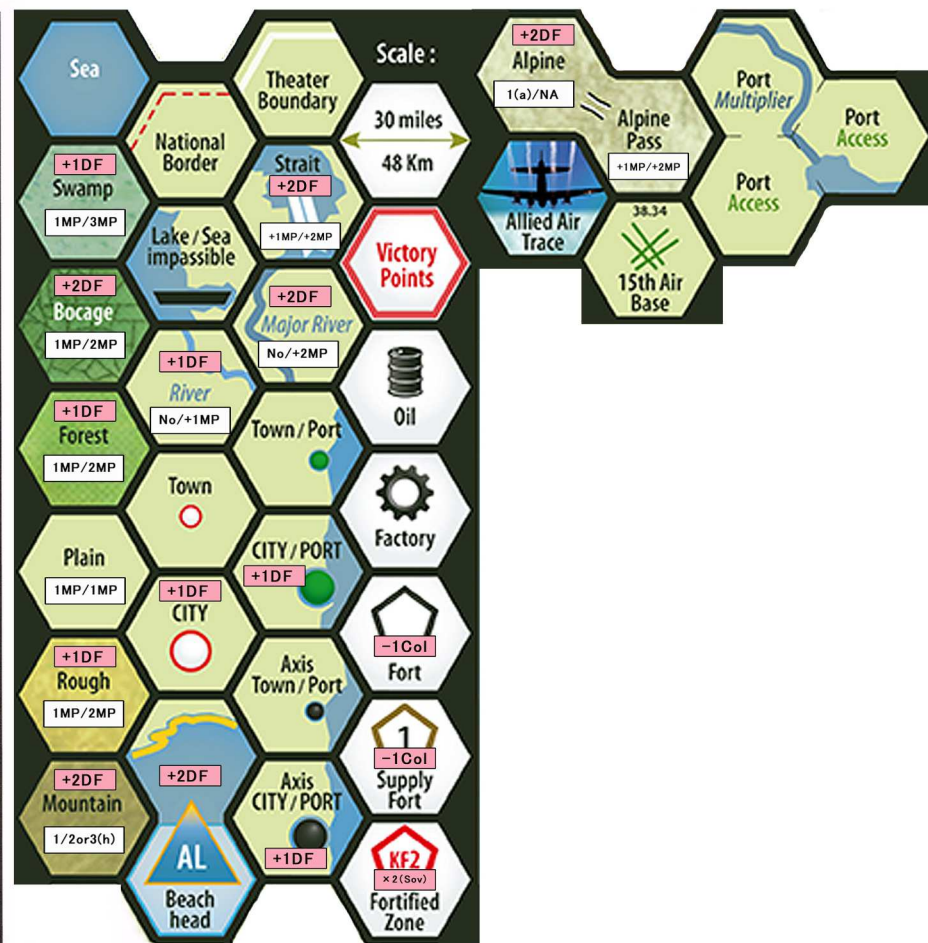 Sea
National
Border
Theater
Boundary
Scale :
30 miles
48 Km
+1DF
Swamp
1MP/3MP
Lake / Sea
impassible
Strait
+2DF
+1MP/+2MP
Victory
Points
+2DF
Bocage
1MP/2MP
+1DF
River
No/+1MP
+2DF
Major River
No/+2MP
Oil
+1DF
Forest
1MP/2MP
Town
Town / Port
Factory
Plain
1MP/1MP
+1DF
CITY
CITY / PORT
+1DF
-1Col
Fort
+1DF
Rough
1MP/2MP
+2DF
AL
Beach
head
Axis
Town / Port
1
-1Col
Supply
Fort
+2DF
Mountain
1/2or3(h)
Axis
CITY / PORT
+1DF
KF2
×2(Sov)
Fortified
Zone
+2DF
Alpine
1(a)/NA
Alpine
Pass
+1MP/+2MP
Allied Air
Trace
38.34
15th Air
Base
Port
Multiplier
Port
Access
Port
Access